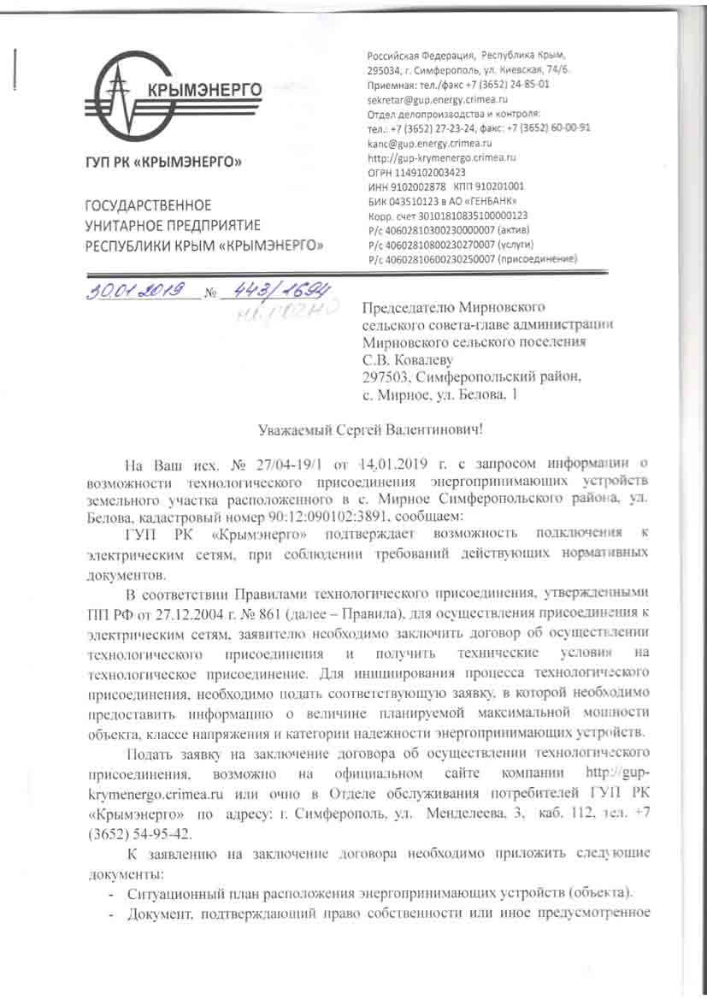 КРЫМЭНЕРГО
ГУП РК «КРЫМЭНЕРГО»
ГОСУДАРСТВЕННОЕ
УНИТАРНОЕ ПРЕДПРИЯТИЕ
РЕСПУБЛИКИ КРЫМ «КРЫМЭНЕРГО»
Российская Федерация, Республика Крым,
295034, г. Симферополь, ул. Киевская, 74/6.
Приемная: тел./факс +7 (3652) 24-85-01
sekretar@gup.energy.crimea.ru
Отдел делопроизводства и контроля:
тел.: +7 (3652) 27-23-24, факс: +7 (3652) 60-00-91
kanc@gup.energy.crimea.ru
http://gup-krymenergo.crimea.ru
ОГРН 1149102003423
ИНН 9102002878 КПП 910201001
БИК 043510123 в АО «ГЕНБАНК»
Корр. счет 30101810835100000123
Р/с 40602810300230000007 (актив)
Р/с 40602810800230270007 (услуги)
Р/с 40602810600230250007 (присоединение)
30.01.2019 № 443/1694
нарочно
Председателю Мирновского
сельского совета-главе администрации
Мирновского сельского поселения
С.В. Ковалеву
297503, Симферопольский район,
с. Мирное, ул. Белова, 1
Уважаемый Сергей Валентинович!
На Ваш исх. № 27/04-19/1 от 14.01.2019 г. с запросом информации о
возможности технологического присоединения энергопринимающих устройств
земельного участка расположенного в с. Мирное Симферопольского района, ул.
Белова, кадастровый номер 90:12:090102:3891, сообщаем:
ГУП РК «Крымэнерго» подтверждает возможность подключения к
электрическим сетям, при соблюдении требований действующих нормативных
документов.
В соответствии Правилами технологического присоединения, утвержденными
ПП РФ от 27.12.2004 г. № 861 (далее – Правила), для осуществления присоединения к
электрическим сетям, заявителю необходимо заключить договор об осуществлении
технологического присоединения и получить технические условия на
технологическое присоединение. Для инициирования процесса технологического
присоединения, необходимо подать соответствующую заявку, в которой необходимо
предоставить информацию о величине планируемой максимальной мощности
объекта, классе напряжения и категории надежности энергопринимающих устройств.
Подать заявку на заключение договора об осуществлении технологического
присоединения, возможно на официальном сайте компании http://gup-
krymenergo.crimea.ru или очно в Отделе обслуживания потребителей ГУП РК
«Крымэнерго» по адресу: г. Симферополь, ул. Менделеева, 3, каб. 112, тел. +7
(3652) 54-95-42.
К заявлению на заключение договора необходимо приложить следующие
документы:
- Ситуационный план расположения энергопринимающих устройств (объекта).
- Документ, подтверждающий право собственности или иное предусмотренное